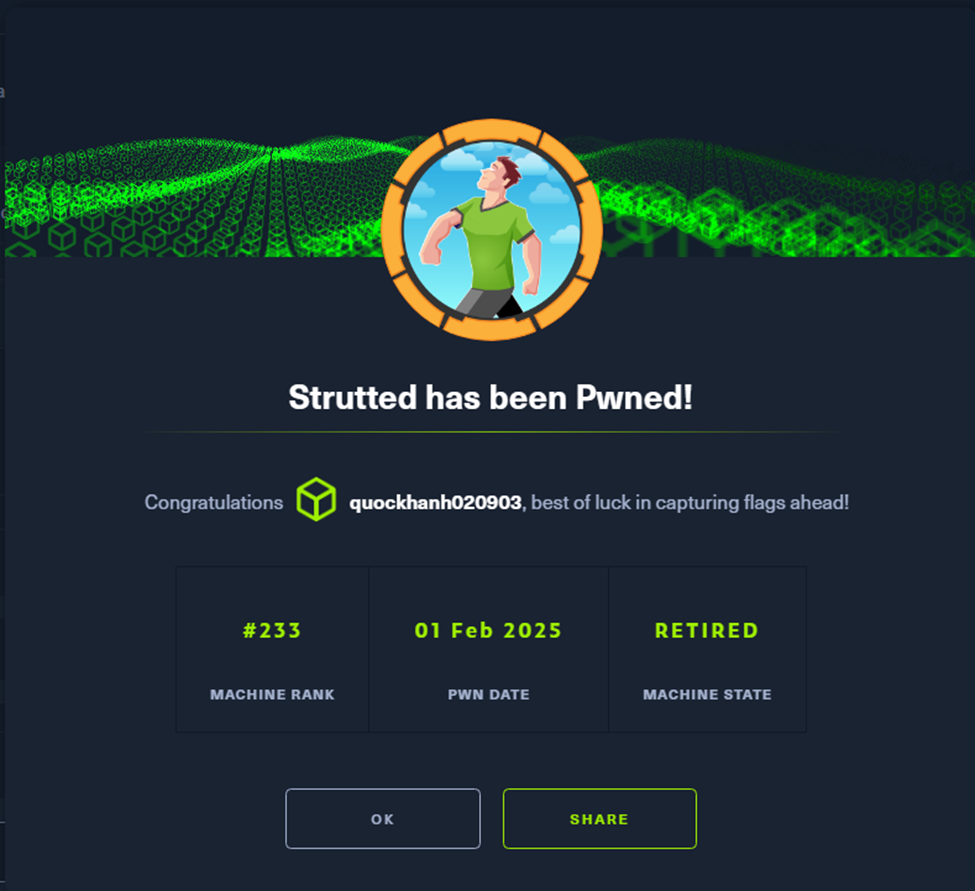 Strutted has been Pwned!
Congratulations quockhanh020903, best of luck in capturing flags ahead!
#233 01 Feb 2025 RETIRED
MACHINE RANK PWN DATE MACHINE STATE
OK SHARE